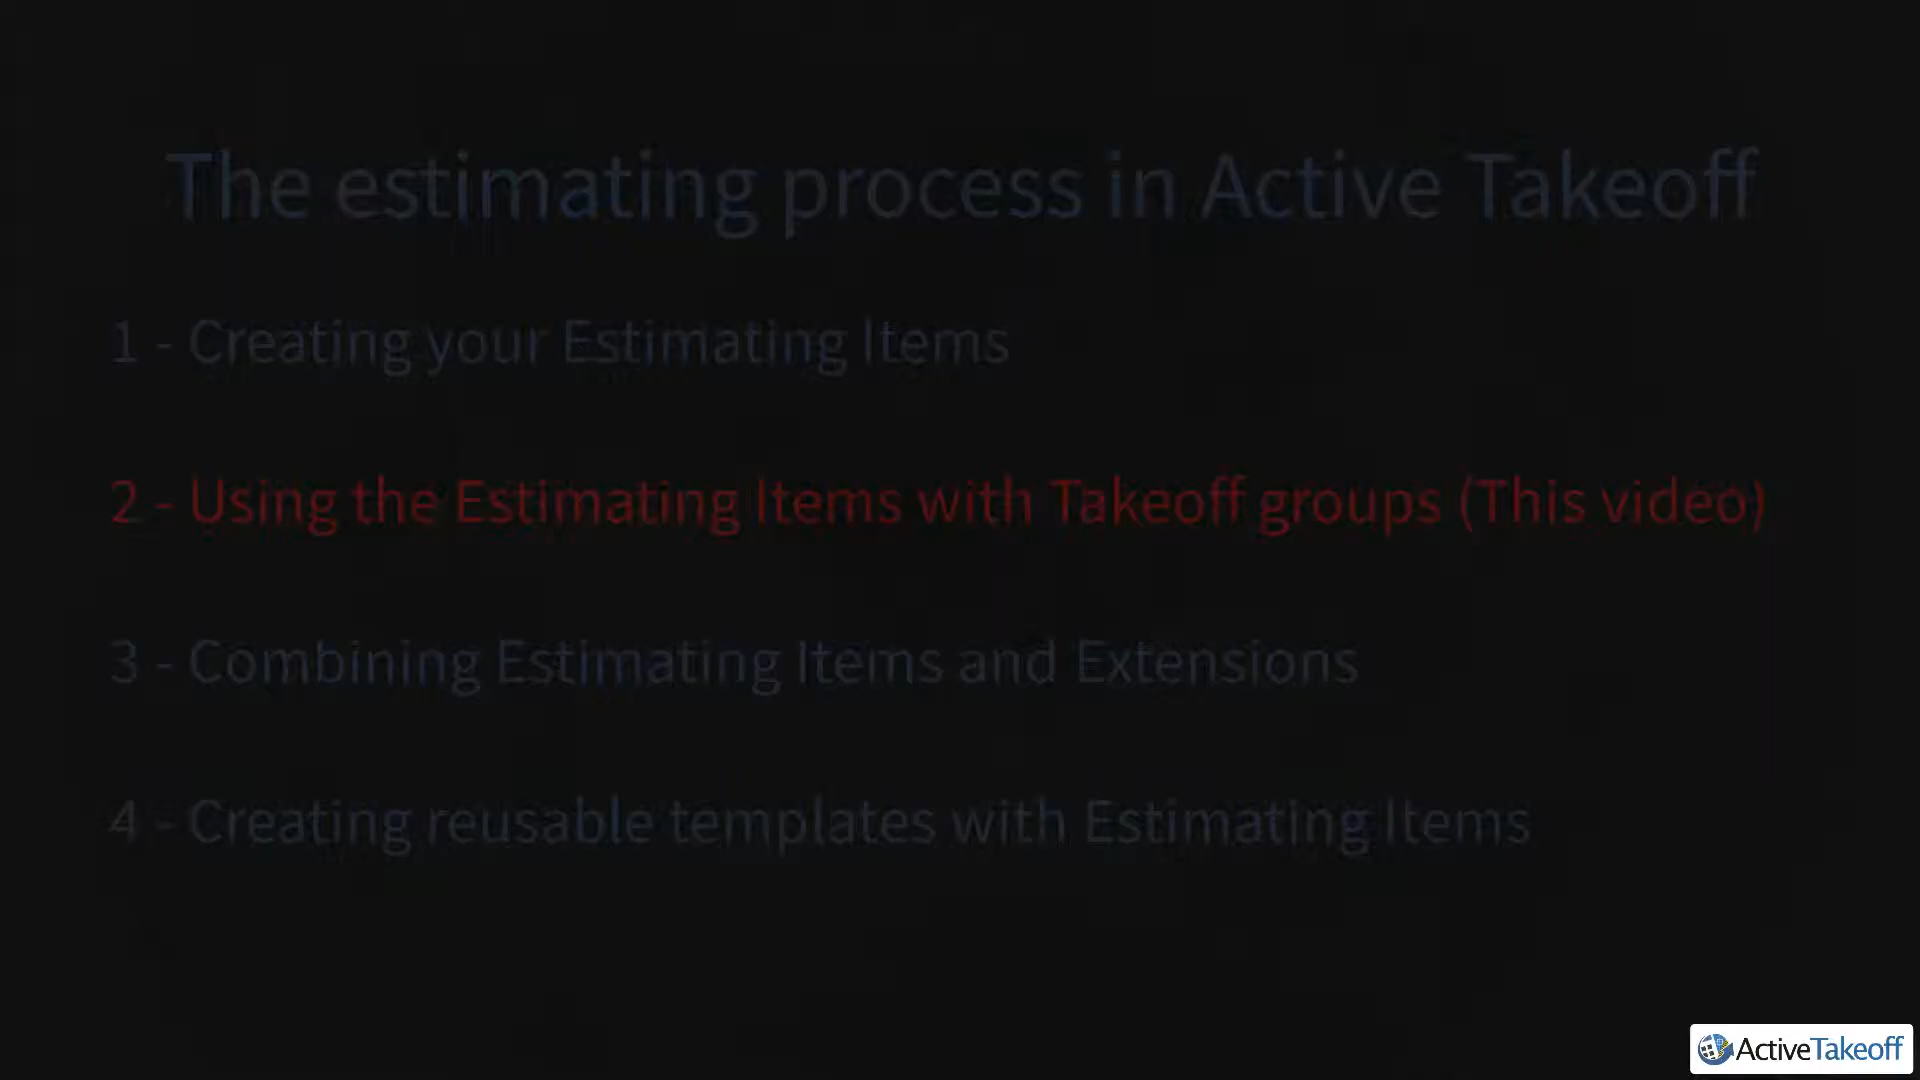 The estimating process in Active Takeoff
1 - Creating your Estimating Items
2 - Using the Estimating Items with Takeoff groups (This video)
3 - Combining Estimating Items and Extensions
4 - Creating reusable templates with Estimating Items
ActiveTakeoff